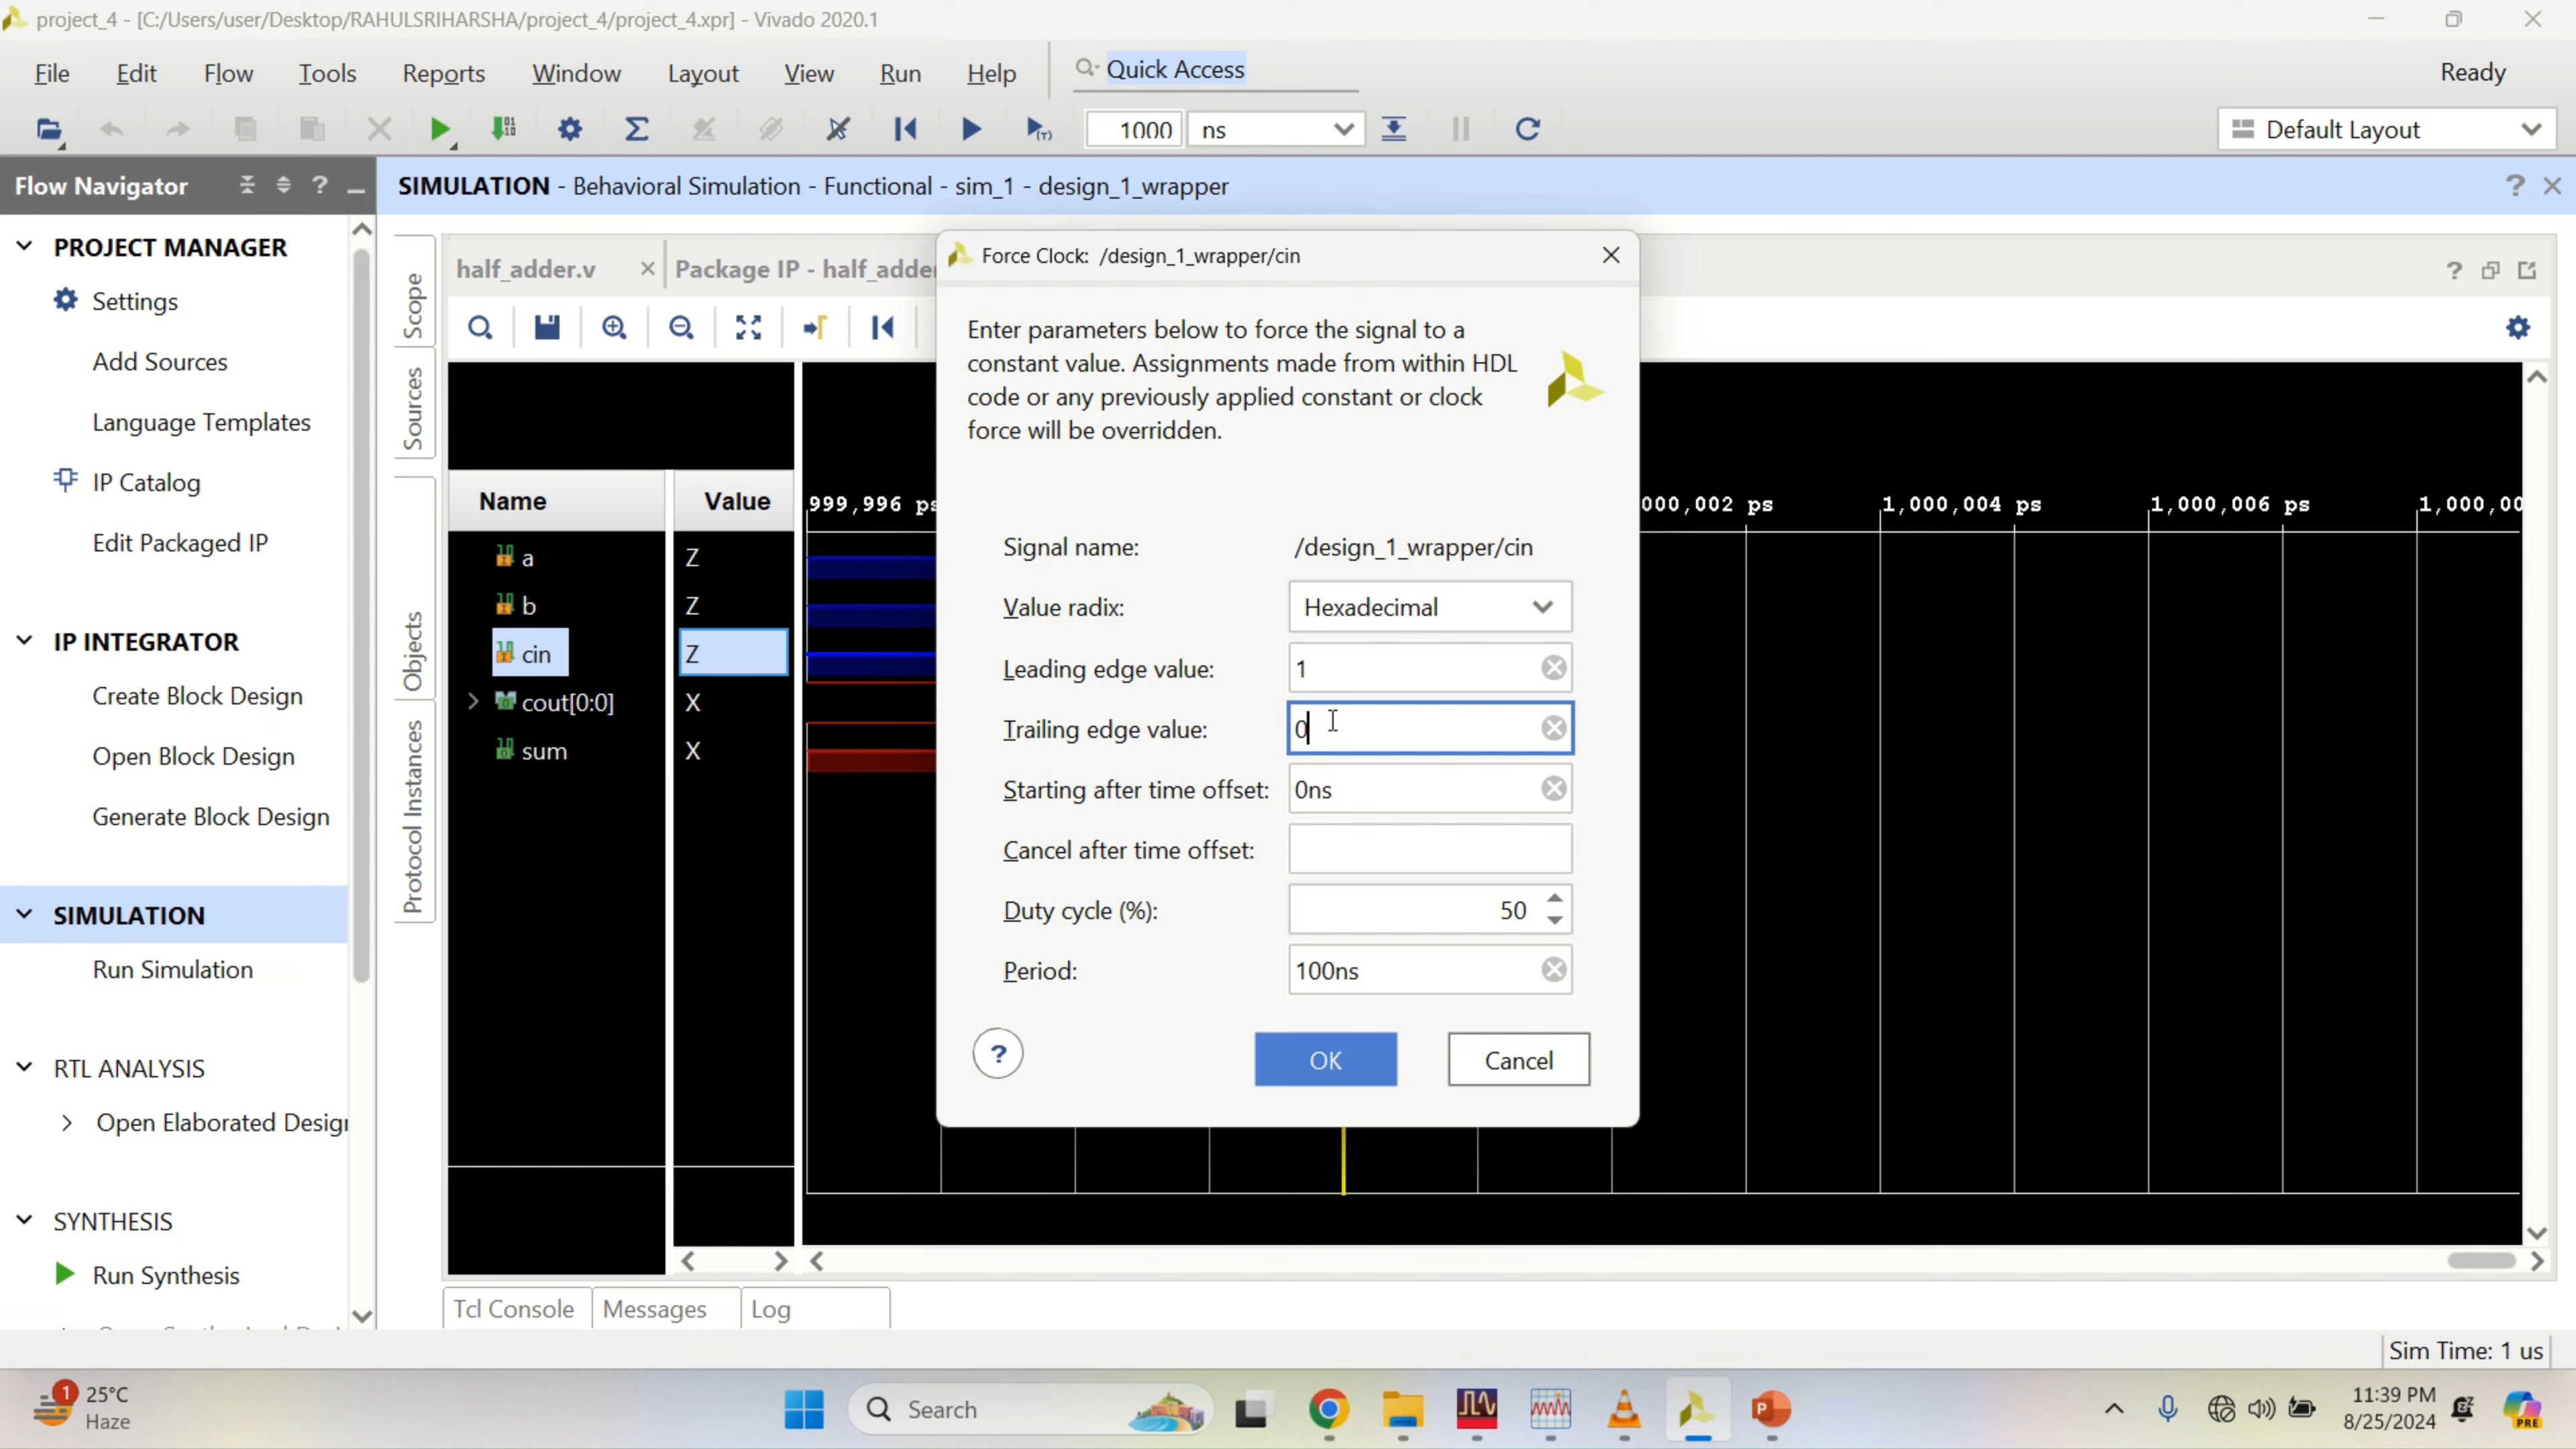 project_4 - [C:/Users/user/Desktop/RAHULSRIHARSHA/project_4/project_4.xpr] - Vivado 2020.1
File Edit Flow Tools Reports Window Layout View Run Help Quick Access Ready
1000 ns Default Layout
Flow Navigator
SIMULATION - Behavioral Simulation - Functional - sim_1 - design_1_wrapper
PROJECT MANAGER
Settings
Add Sources
Language Templates
IP Catalog
Edit Packaged IP
IP INTEGRATOR
Create Block Design
Open Block Design
Generate Block Design
SIMULATION
Run Simulation
RTL ANALYSIS
Open Elaborated Design
SYNTHESIS
Run Synthesis
Scope
Sources
Objects
Protocol Instances
half_adder.v Package IP - half_adder
Name Value
a Z
b Z
cin Z
cout[0:0] X
sum X
999,996 ps 000,002 ps 1,000,004 ps 1,000,006 ps 1,000,00
Force Clock: /design_1_wrapper/cin
Enter parameters below to force the signal to a
constant value. Assignments made from within HDL
code or any previously applied constant or clock
force will be overridden.
Signal name: /design_1_wrapper/cin
Value radix: Hexadecimal
Leading edge value: 1
Trailing edge value: 0
Starting after time offset: 0ns
Cancel after time offset:
Duty cycle (%): 50
Period: 100ns
? OK Cancel
Tcl Console Messages Log
Sim Time: 1 us
1 25°C
Haze
Search
11:39 PM
8/25/2024
PRE